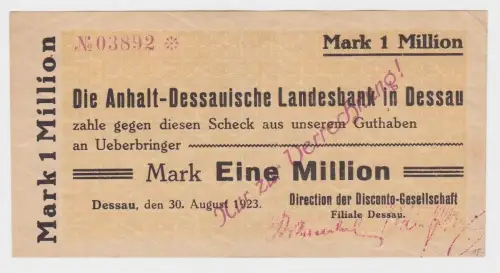 № 03892 ※
Mark 1 Million
Mark 1 Million
Die Anhalt-Dessauische Landesbank in Dessau
zahle gegen diesen Scheck aus unserem Guthaben
an Ueberbringer
Mark Eine Million
Nur zur Verrechnung!
Dessau, den 30. August 1923.
Direction der Disconto-Gesellschaft
Filiale Dessau.